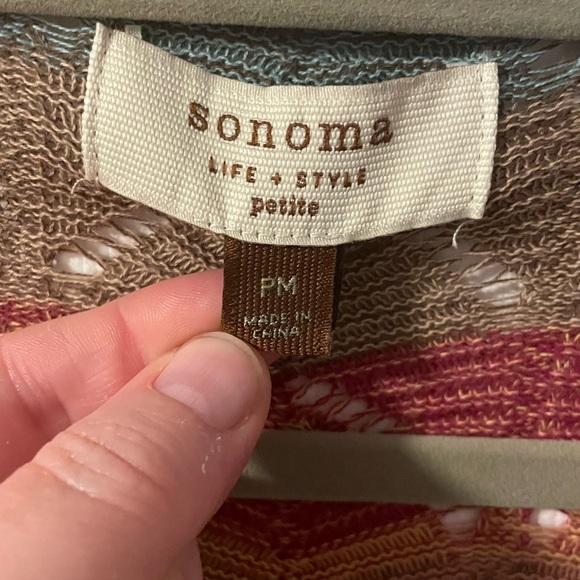 sonoma
LIFE + STYLE
petite
PM
MADE IN
CHINA